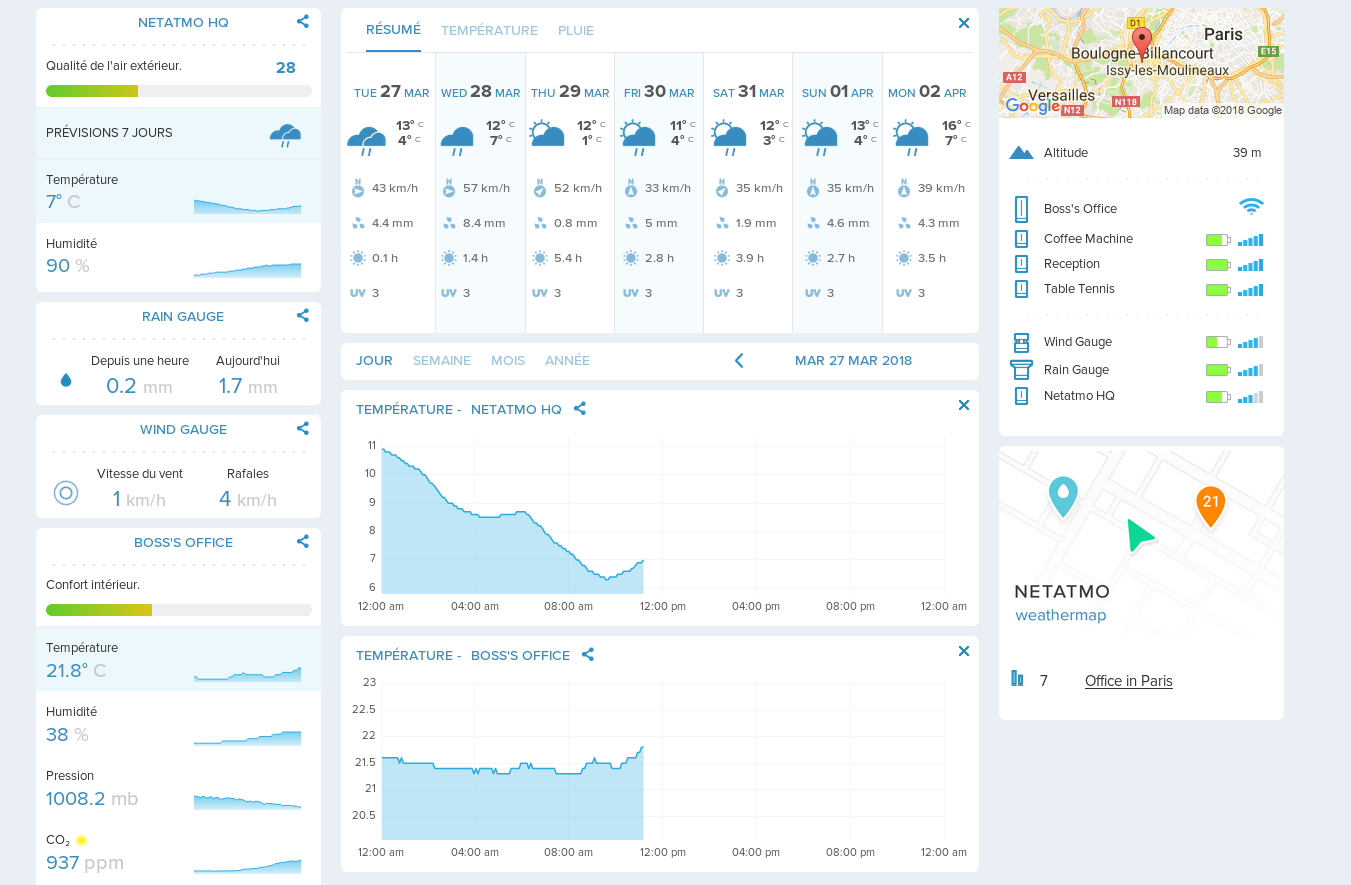 NETATMO HQ
Qualité de l'air extérieur. 28
PRÉVISIONS 7 JOURS
Température
7° C
Humidité
90 %
RAIN GAUGE
Depuis une heure Aujourd'hui
0.2 mm 1.7 mm
WIND GAUGE
Vitesse du vent Rafales
1 km/h 4 km/h
BOSS'S OFFICE
Confort intérieur.
Température
21.8° C
Humidité
38 %
Pression
1008.2 mb
CO₂
937 ppm
RÉSUMÉ TEMPÉRATURE PLUIE
TUE 27 MAR WED 28 MAR THU 29 MAR FRI 30 MAR SAT 31 MAR SUN 01 APR MON 02 APR
13° C 12° C 12° C 11° C 12° C 13° C 16° C
4° C 7° C 1° C 4° C 3° C 4° C 7° C
N N N N N N N
43 km/h 57 km/h 52 km/h 33 km/h 35 km/h 35 km/h 39 km/h
4.4 mm 8.4 mm 0.8 mm 5 mm 1.9 mm 4.6 mm 4.3 mm
0.1 h 1.4 h 5.4 h 2.8 h 3.9 h 2.7 h 3.5 h
UV 3 UV 3 UV 3 UV 3 UV 3 UV 3 UV 3
JOUR SEMAINE MOIS ANNÉE MAR 27 MAR 2018
TEMPÉRATURE - NETATMO HQ
11
10
9
8
7
6
12:00 am 04:00 am 08:00 am 12:00 pm 04:00 pm 08:00 pm 12:00 am
TEMPÉRATURE - BOSS'S OFFICE
23
22.5
22
21.5
21
20.5
12:00 am 04:00 am 08:00 am 12:00 pm 04:00 pm 08:00 pm 12:00 am
D1
Paris
Boulogne-Billancourt E15
Issy-les-Moulineaux
A12
Versailles N118
Google N12 Map data ©2018 Google
Altitude 39 m
Boss's Office
Coffee Machine
Reception
Table Tennis
Wind Gauge
Rain Gauge
Netatmo HQ
21
NETATMO
weathermap
7 Office in Paris